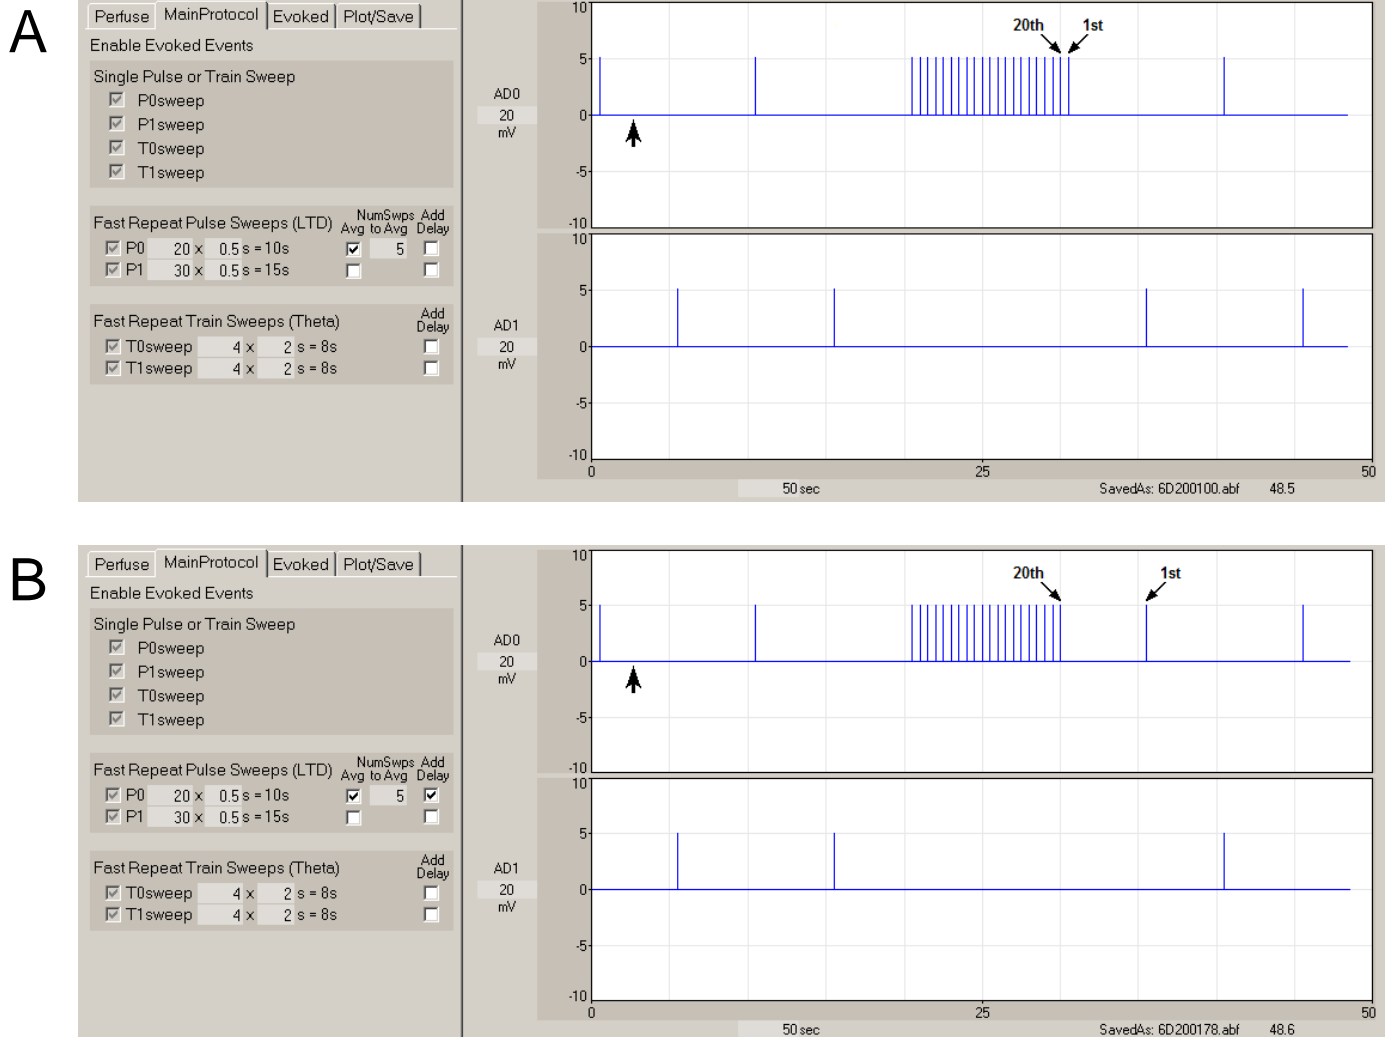 A
Perfuse MainProtocol Evoked Plot/Save
Enable Evoked Events
Single Pulse or Train Sweep
P0sweep
P1sweep
T0sweep
T1sweep
Fast Repeat Pulse Sweeps (LTD) Avg NumSwps to Avg Add Delay
P0 20 x 0.5 s = 10s 5
P1 30 x 0.5 s = 15s
Fast Repeat Train Sweeps (Theta) Add Delay
T0sweep 4 x 2 s = 8s
T1sweep 4 x 2 s = 8s
AD0
20
mV
10
5
0
-5
-10
20th 1st
AD1
20
mV
10
5
0
-5
-10
0 25 50
50 sec SavedAs: 6D200100.abf 48.5
B
Perfuse MainProtocol Evoked Plot/Save
Enable Evoked Events
Single Pulse or Train Sweep
P0sweep
P1sweep
T0sweep
T1sweep
Fast Repeat Pulse Sweeps (LTD) Avg NumSwps to Avg Add Delay
P0 20 x 0.5 s = 10s 5
P1 30 x 0.5 s = 15s
Fast Repeat Train Sweeps (Theta) Add Delay
T0sweep 4 x 2 s = 8s
T1sweep 4 x 2 s = 8s
AD0
20
mV
10
5
0
-5
-10
20th 1st
AD1
20
mV
10
5
0
-5
-10
0 25 50
50 sec SavedAs: 6D200178.abf 48.6